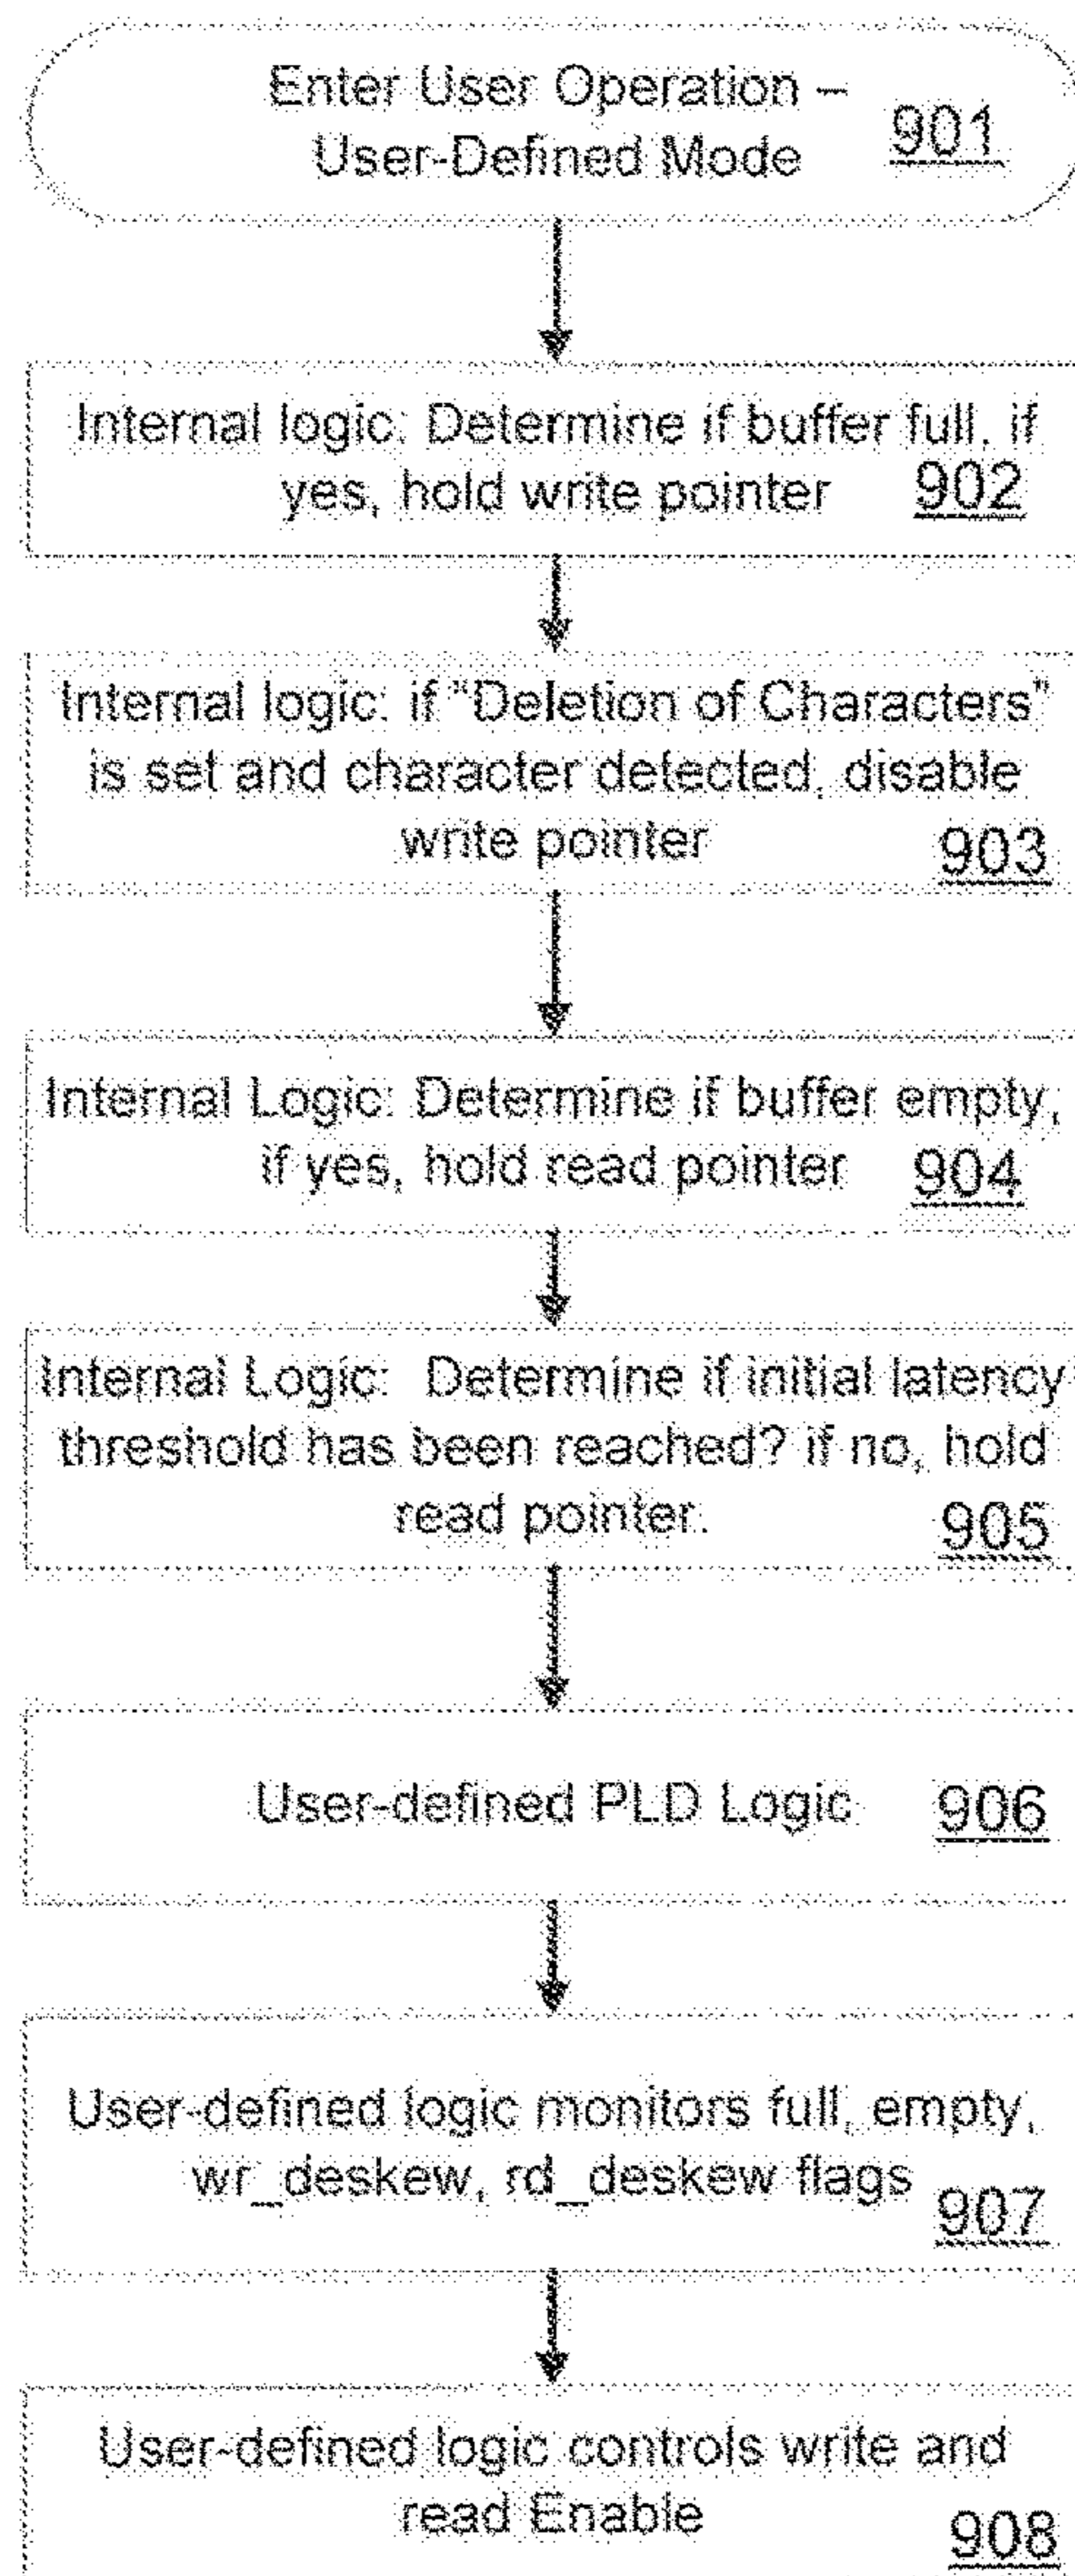 Enter User Operation –
User-Defined Mode 901
Internal logic: Determine if buffer full, if
yes, hold write pointer 902
Internal logic: if "Deletion of Characters"
is set and character detected, disable
write pointer 903
Internal Logic: Determine if buffer empty,
if yes, hold read pointer 904
Internal Logic: Determine if initial latency
threshold has been reached? if no, hold
read pointer. 905
User-defined PLD Logic 906
User-defined logic monitors full, empty,
wr_deskew, rd_deskew flags 907
User-defined logic controls write and
read Enable 908